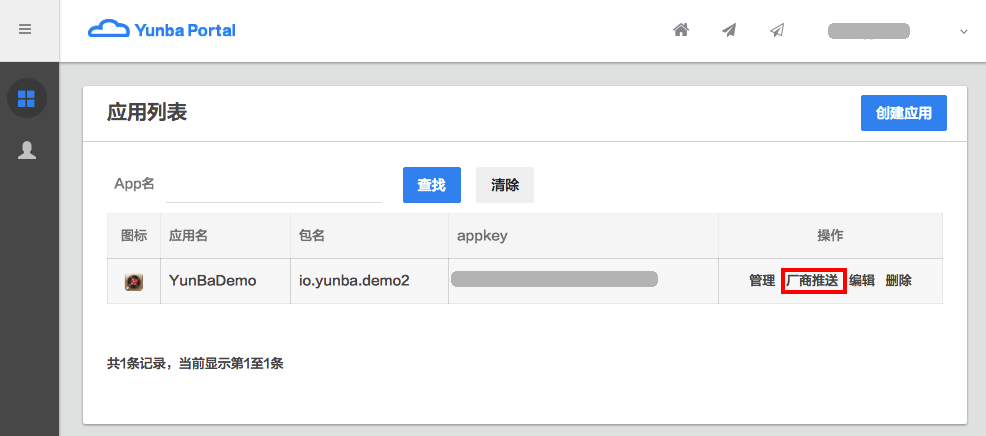 Yunba Portal
应用列表
创建应用
App名
查找
清除
图标 应用名 包名 appkey 操作
YunBaDemo io.yunba.demo2 管理 厂商推送 编辑 删除
共1条记录，当前显示第1至1条